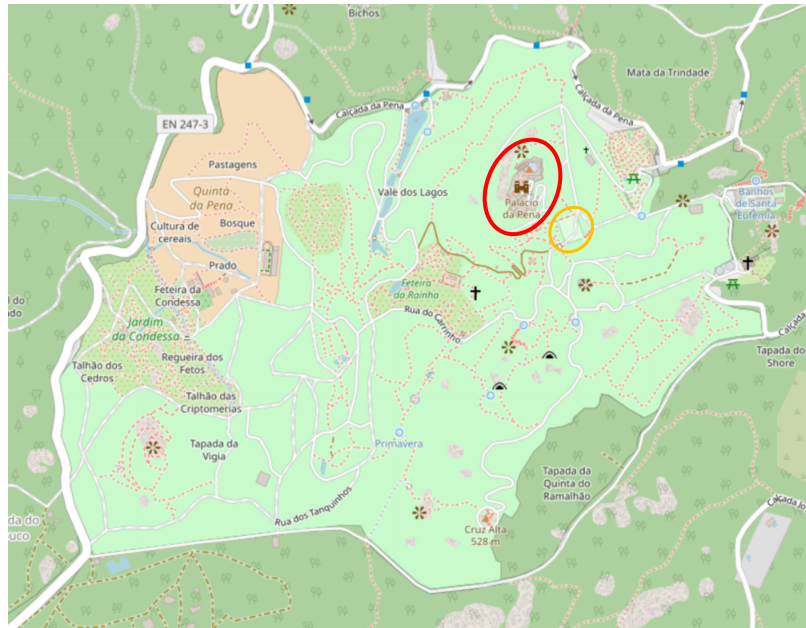 Bichos
Mata da Trindade
Calçada da Pena
Calçada da Pena
EN 247-3
Pastagens
Quinta
da Pena
Vale dos Lagos
Palácio
da Pena
Banhos
de Santa
Eufémia
Cultura de
cereais
Bosque
Prado
Feteira da
Condessa
Feteira
da Rainha
Jardim
da Condessa
Rua do Carrinho
Calçada
Regueira dos
Fetos
Talhão dos
Cedros
Tapada do
Shore
Talhão das
Criptomerias
Tapada da
Vigia
Primavera
Tapada da
Quinta do
Ramalhão
Rua dos Tanquinhos
Cruz Alta
528 m